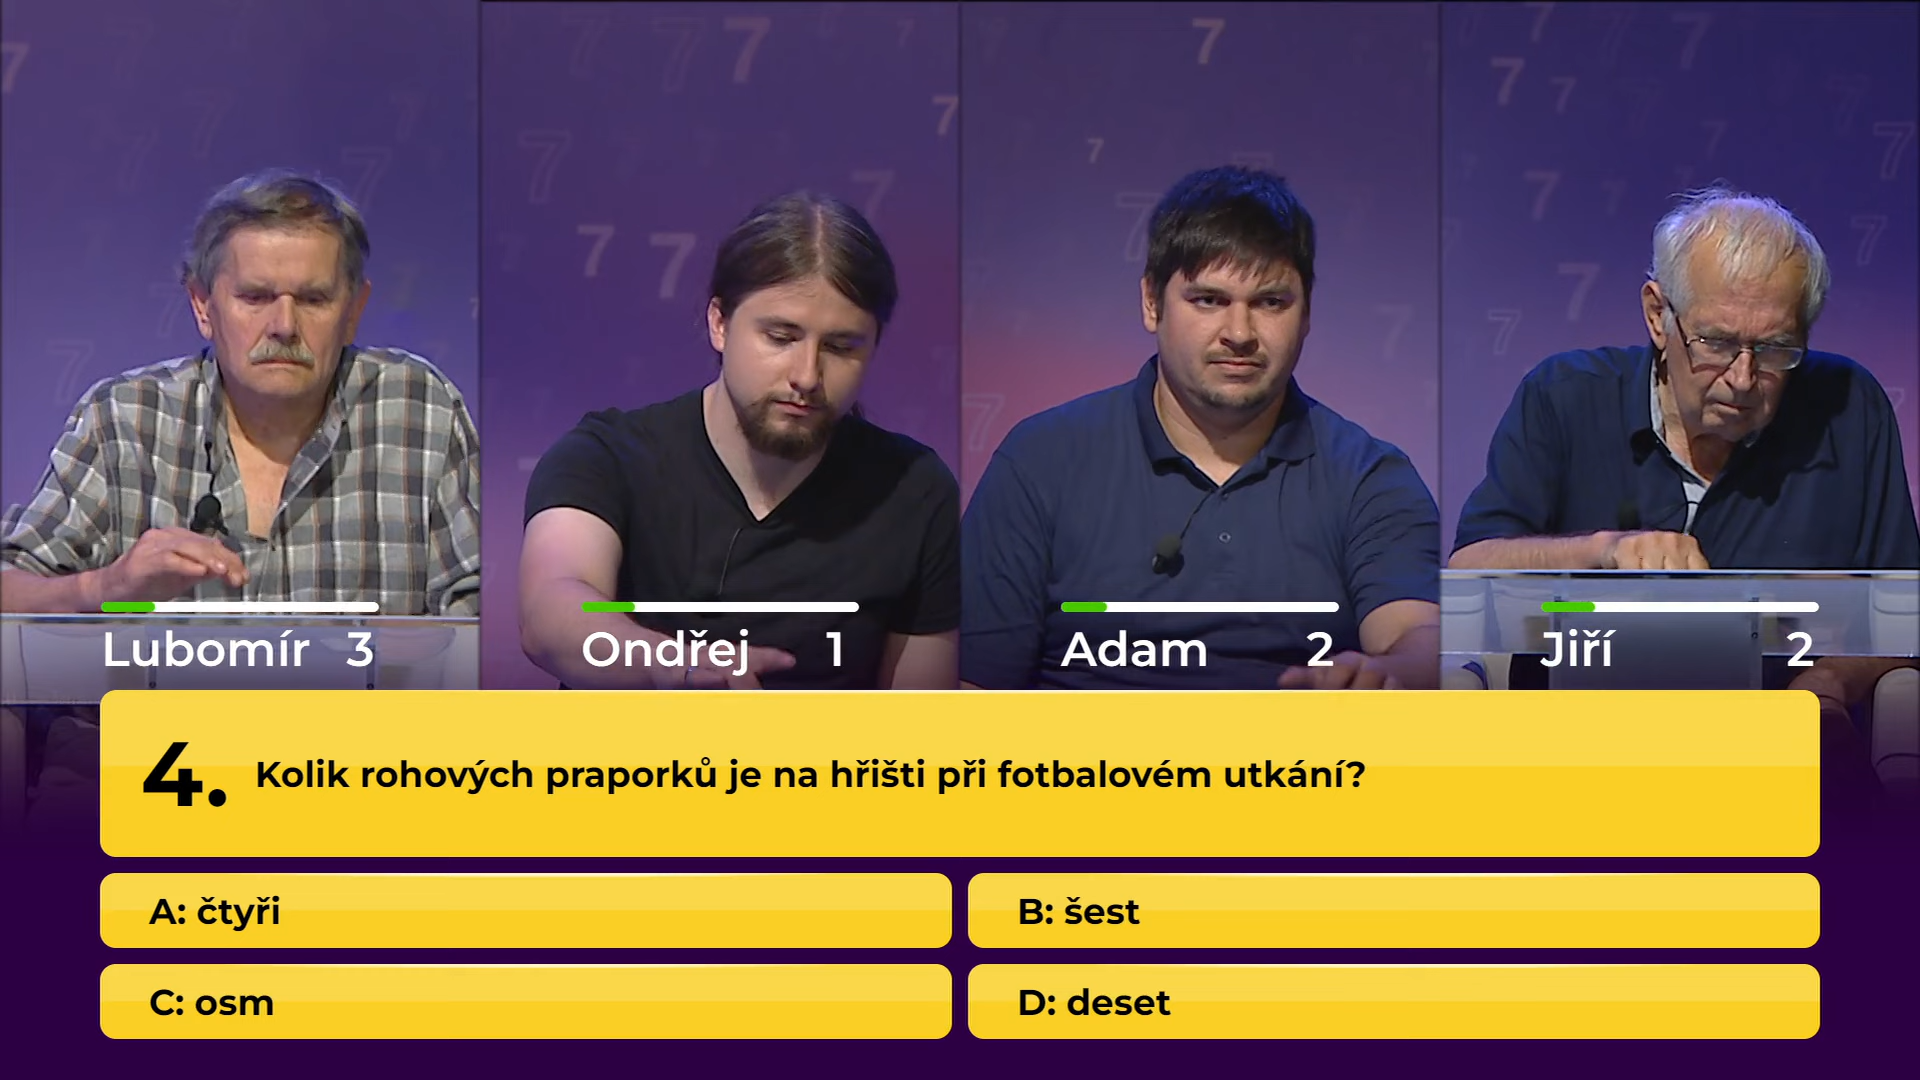 Lubomír 3
Ondřej 1
Adam 2
Jiří 2
4. Kolik rohových praporků je na hřišti při fotbalovém utkání?
A: čtyři
B: šest
C: osm
D: deset